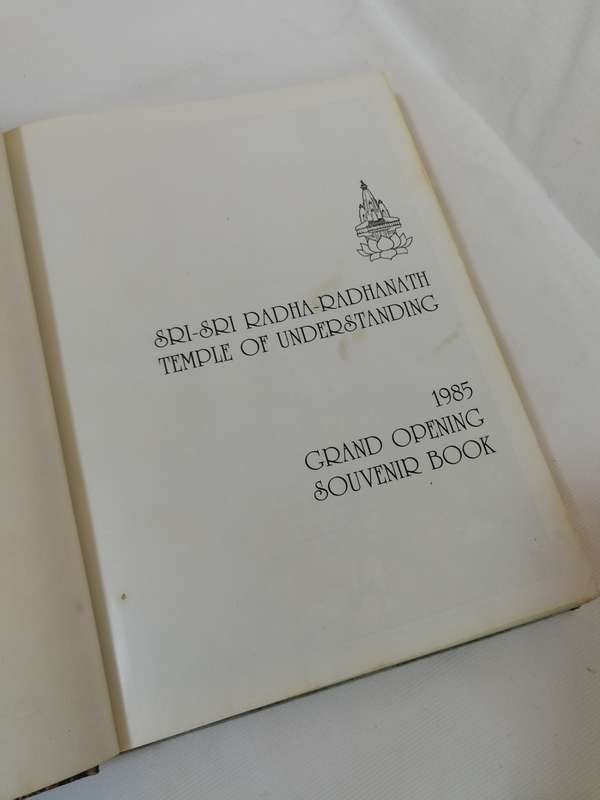 SRI-SRI RADHA-RADHANATH
TEMPLE OF UNDERSTANDING
1985
GRAND OPENING
SOUVENIR BOOK